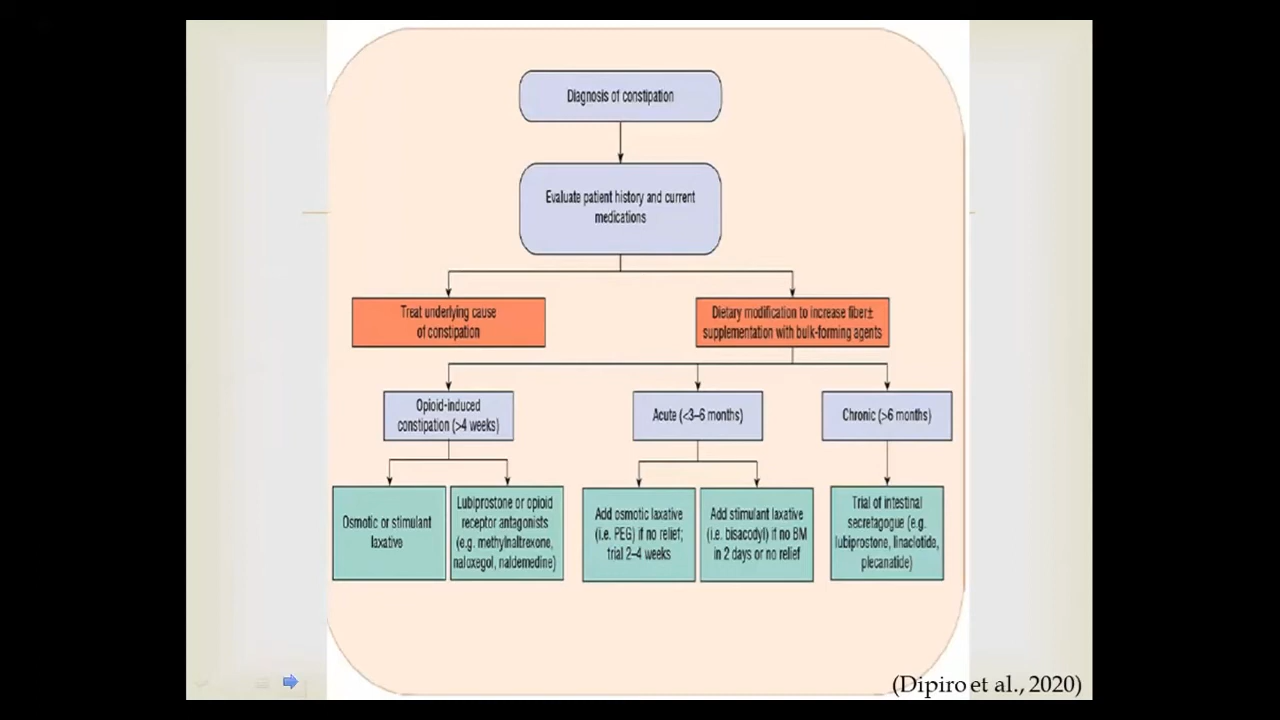 Diagnosis of constipation
Evaluate patient history and current
medications
Treat underlying cause
of constipation
Dietary modification to increase fiber±
supplementation with bulk-forming agents
Opioid-induced
constipation (>4 weeks)
Acute (<3–6 months)
Chronic (>6 months)
Osmotic or stimulant
laxative
Lubiprostone or opioid
receptor antagonists
(e.g. methylnaltrexone,
naloxegol, naldemedine)
Add osmotic laxative
(i.e. PEG) if no relief;
trial 2–4 weeks
Add stimulant laxative
(i.e. bisacodyl) if no BM
in 2 days or no relief
Trial of intestinal
secretagogue (e.g.
lubiprostone, linaclotide,
plecanatide)
(Dipiro et al., 2020)